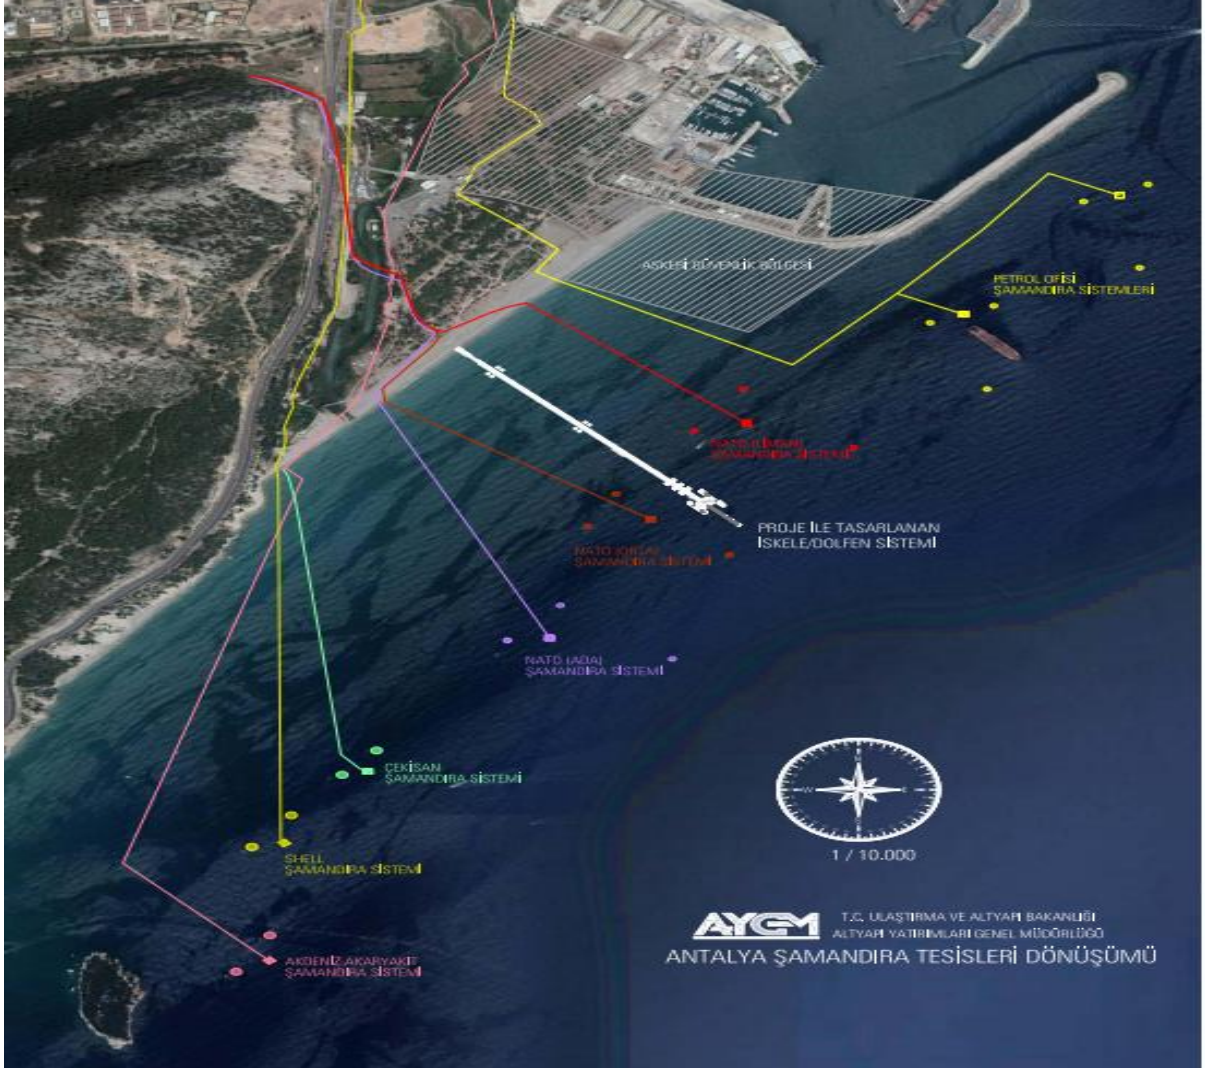 ASKERİ GÜVENLİK BÖLGESİ
PETROL OFİSİ
ŞAMANDIRA SİSTEMLERİ
NATO (LİMAN)
ŞAMANDIRA SİSTEMİ
PROJE İLE TASARLANAN
İSKELE/DOLFEN SİSTEMİ
NATO (ORTA)
ŞAMANDIRA SİSTEMİ
NATO (ADA)
ŞAMANDIRA SİSTEMİ
ÇEKİSAN
ŞAMANDIRA SİSTEMİ
W
E
1 / 10.000
SHELL
ŞAMANDIRA SİSTEMİ
AYGM
T.C. ULAŞTIRMA VE ALTYAPI BAKANLIĞI
ALTYAPI YATIRIMLARI GENEL MÜDÜRLÜĞÜ
ANTALYA ŞAMANDIRA TESİSLERİ DÖNÜŞÜMÜ
AKDENİZ AKARYAKIT
ŞAMANDIRA SİSTEMİ